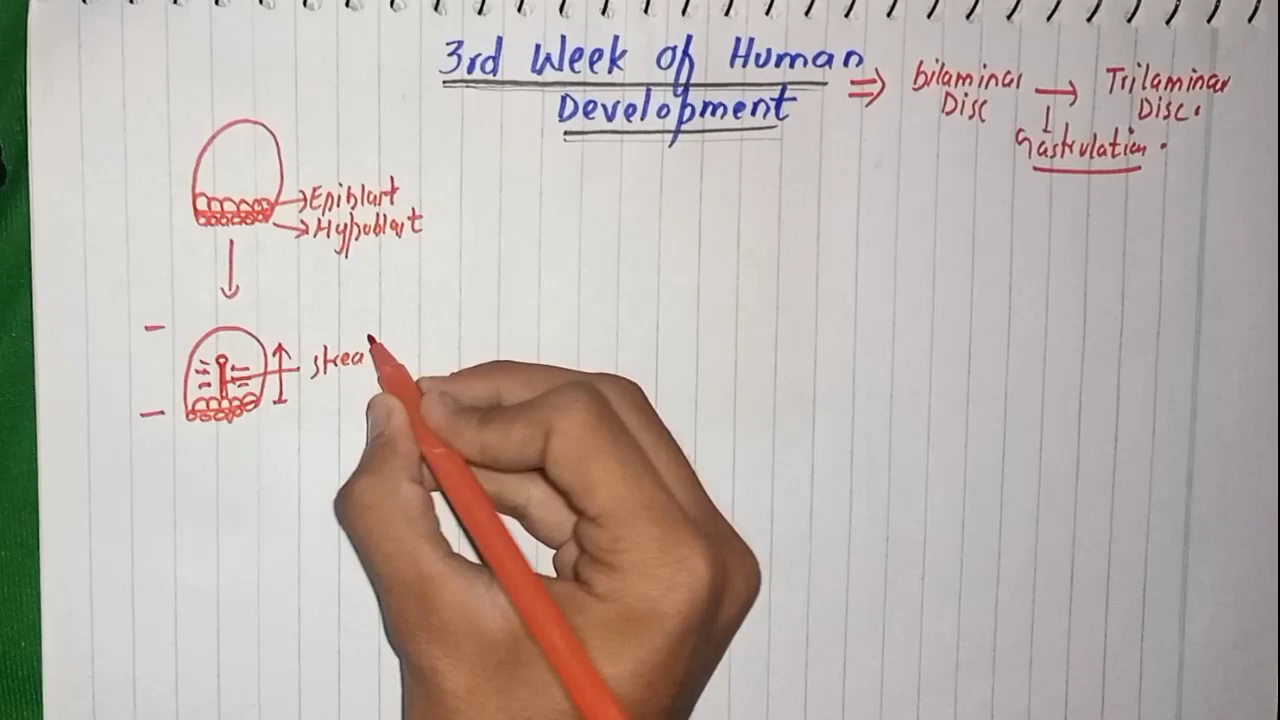 3rd Week of Human
Development
⇒ bilaminar → Trilaminar
Disc Disc.
Gastrulation.
→ Epiblast
→ Hypoblast
strea